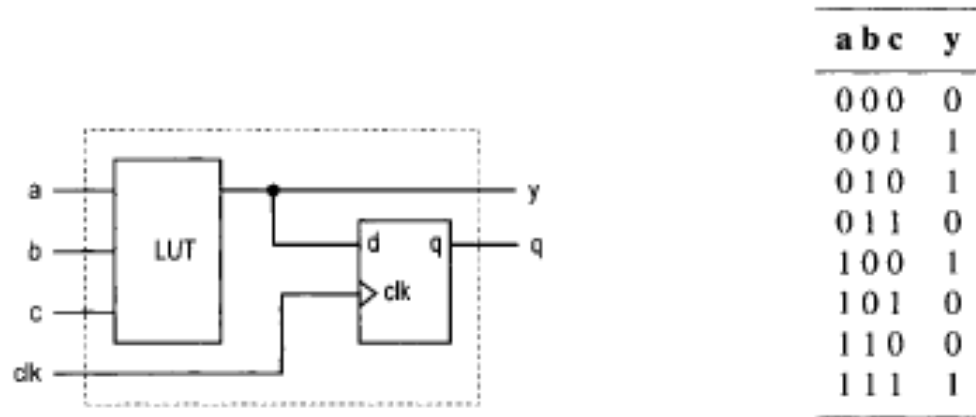 a
b
c
clk
LUT
d
q
clk
y
q
a b c y
0 0 0 0
0 0 1 1
0 1 0 1
0 1 1 0
1 0 0 1
1 0 1 0
1 1 0 0
1 1 1 1